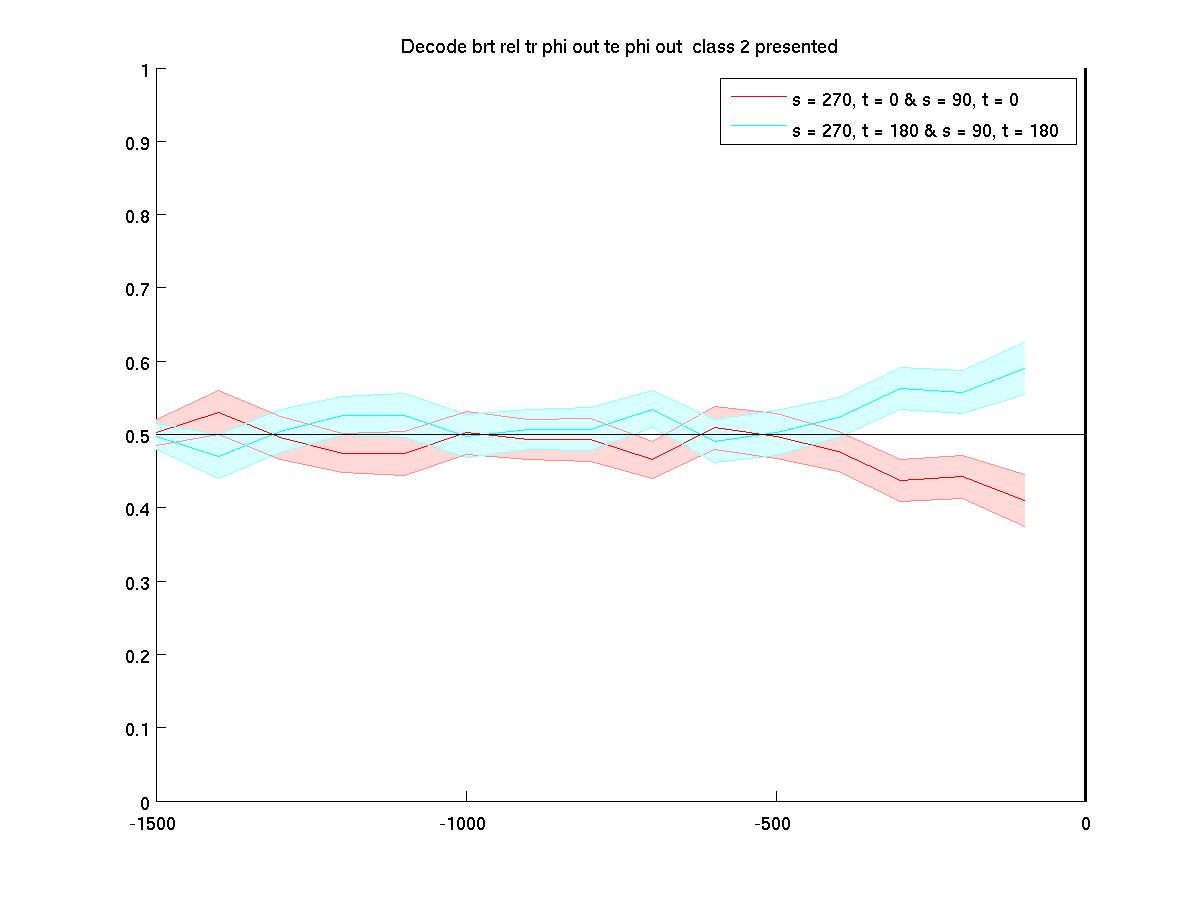 Decode brt rel tr phi out te phi out  class 2 presented
s = 270, t = 0 & s = 90, t = 0
s = 270, t = 180 & s = 90, t = 180
1
0.9
0.8
0.7
0.6
0.5
0.4
0.3
0.2
0.1
0
-1500 -1000 -500 0